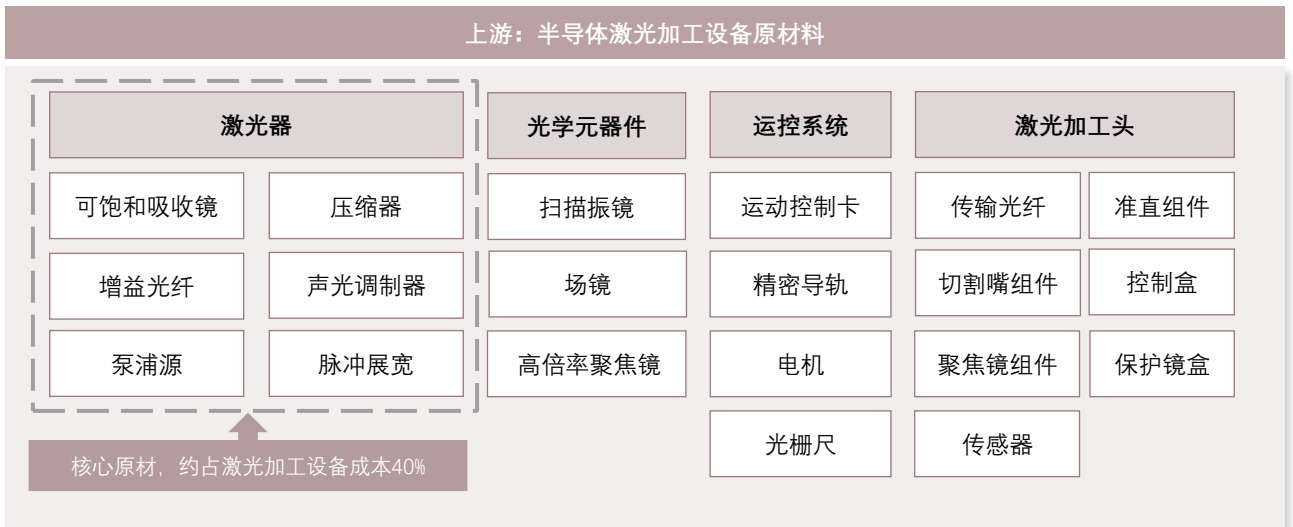 上游：半导体激光加工设备原材料
激光器
光学元器件
运控系统
激光加工头
可饱和吸收镜
压缩器
扫描振镜
运动控制卡
传输光纤
准直组件
增益光纤
声光调制器
场镜
精密导轨
切割嘴组件
控制盒
泵浦源
脉冲展宽
高倍率聚焦镜
电机
聚焦镜组件
保护镜盒
光栅尺
传感器
核心原材，约占激光加工设备成本40%